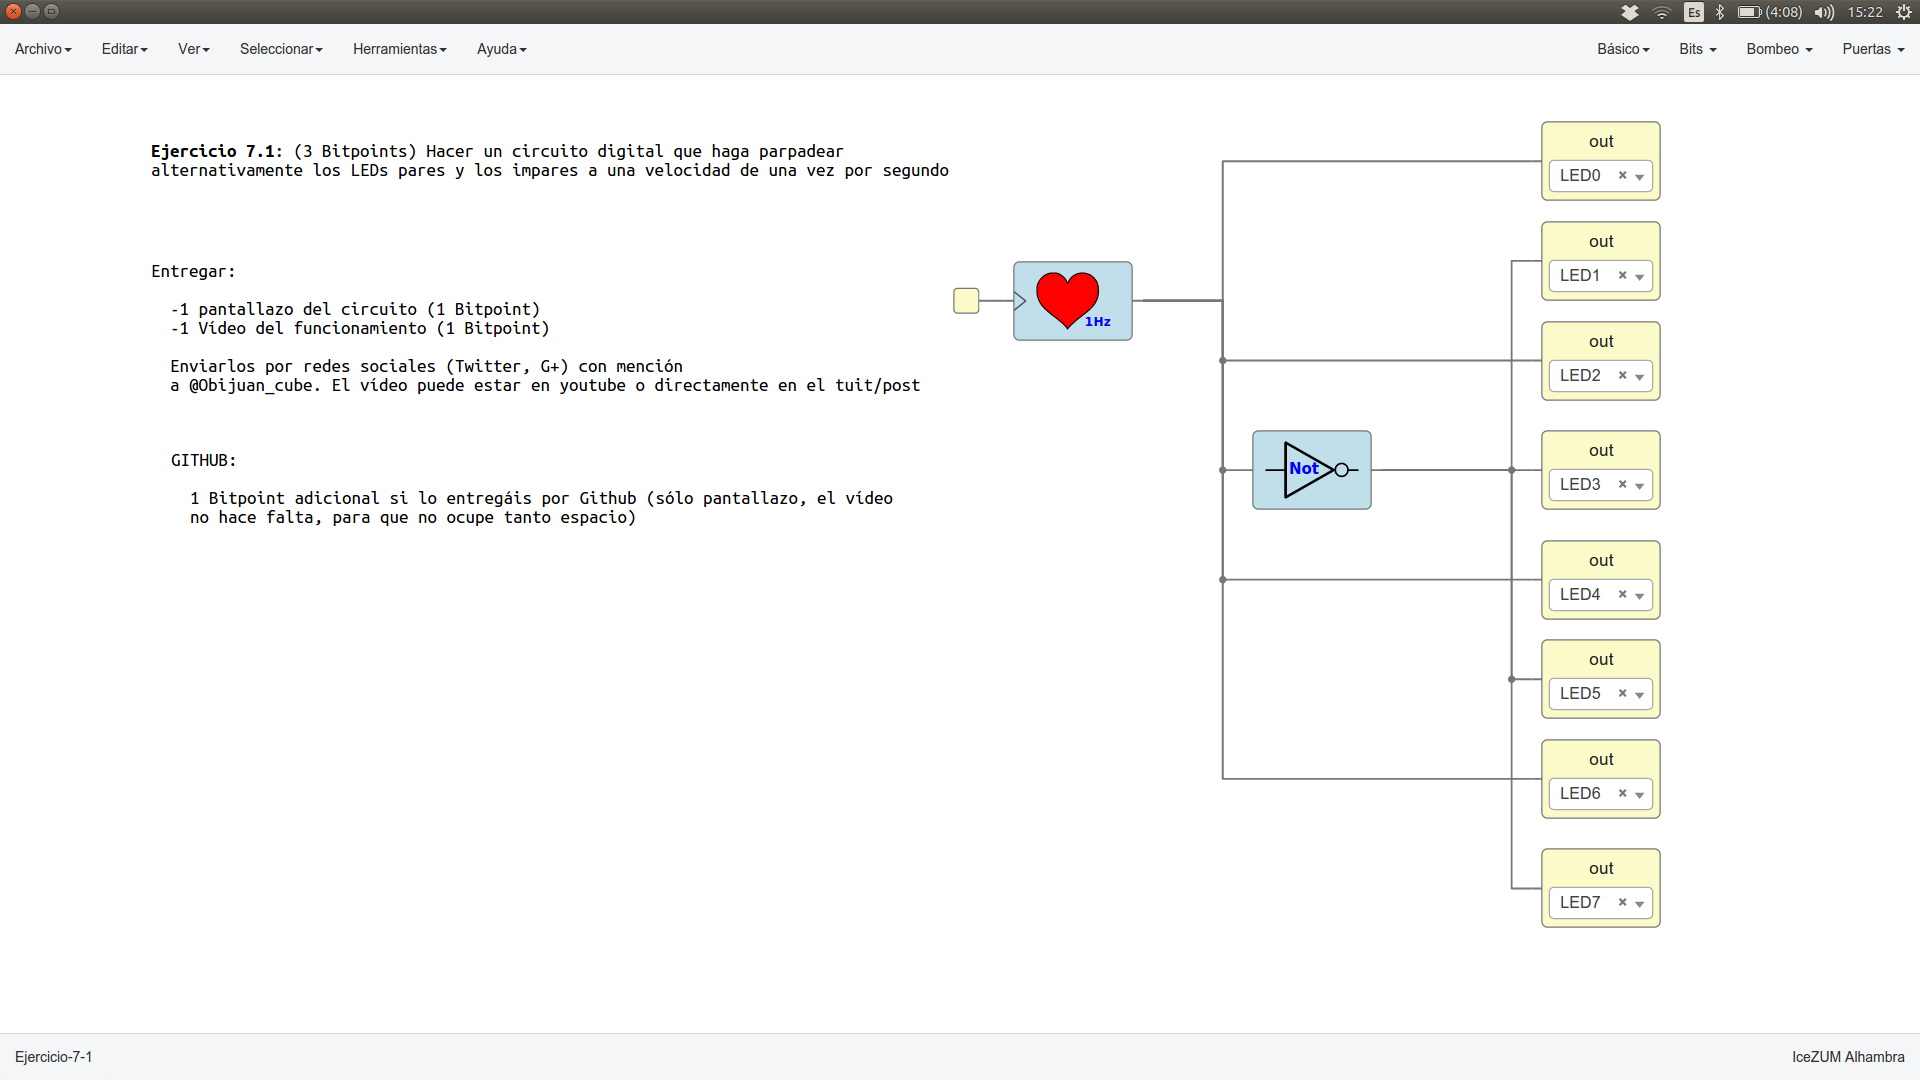 Es
(4:08)
15:22
Archivo
Editar
Ver
Seleccionar
Herramientas
Ayuda
Básico
Bits
Bombeo
Puertas
Ejercicio 7.1: (3 Bitpoints) Hacer un circuito digital que haga parpadear
alternativamente los LEDs pares y los impares a una velocidad de una vez por segundo
Entregar:
-1 pantallazo del circuito (1 Bitpoint)
-1 Vídeo del funcionamiento (1 Bitpoint)
Enviarlos por redes sociales (Twitter, G+) con mención
a @Obijuan_cube. El vídeo puede estar en youtube o directamente en el tuit/post
GITHUB:
1 Bitpoint adicional si lo entregáis por Github (sólo pantallazo, el vídeo
no hace falta, para que no ocupe tanto espacio)
1Hz
Not
out
LED0
out
LED1
out
LED2
out
LED3
out
LED4
out
LED5
out
LED6
out
LED7
Ejercicio-7-1
IceZUM Alhambra